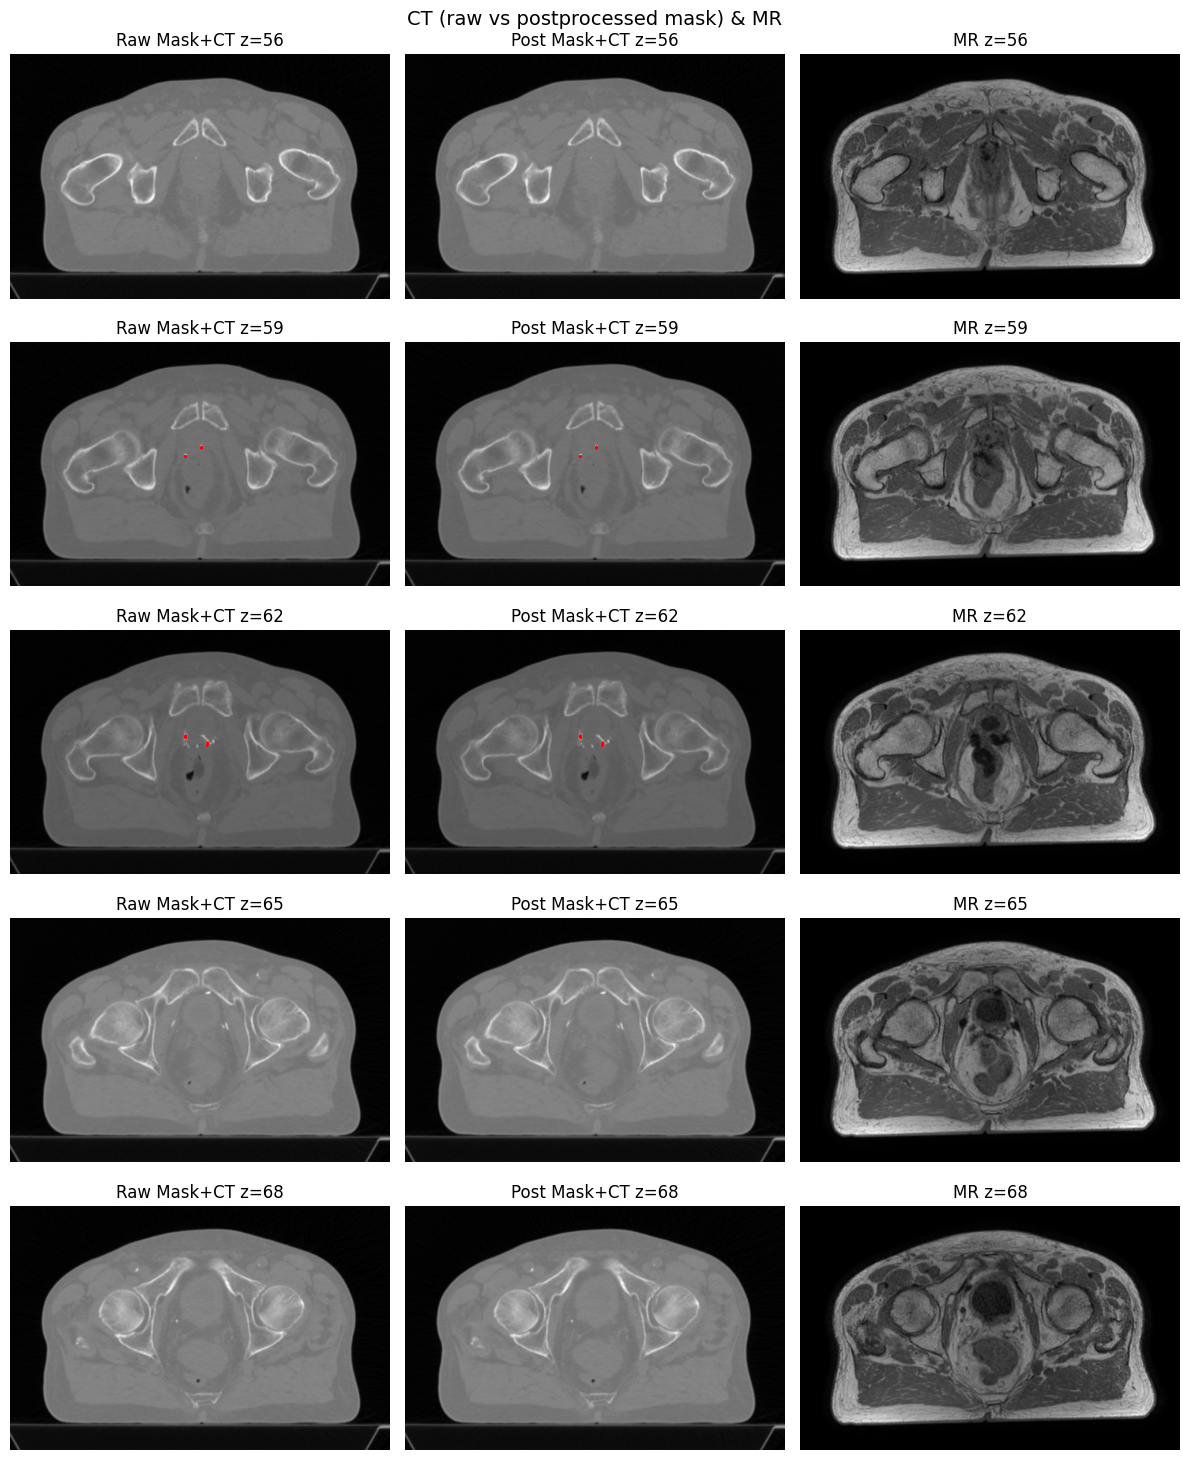 CT (raw vs postprocessed mask) & MR
Raw Mask+CT z=56
Post Mask+CT z=56
MR z=56
Raw Mask+CT z=59
Post Mask+CT z=59
MR z=59
Raw Mask+CT z=62
Post Mask+CT z=62
MR z=62
Raw Mask+CT z=65
Post Mask+CT z=65
MR z=65
Raw Mask+CT z=68
Post Mask+CT z=68
MR z=68